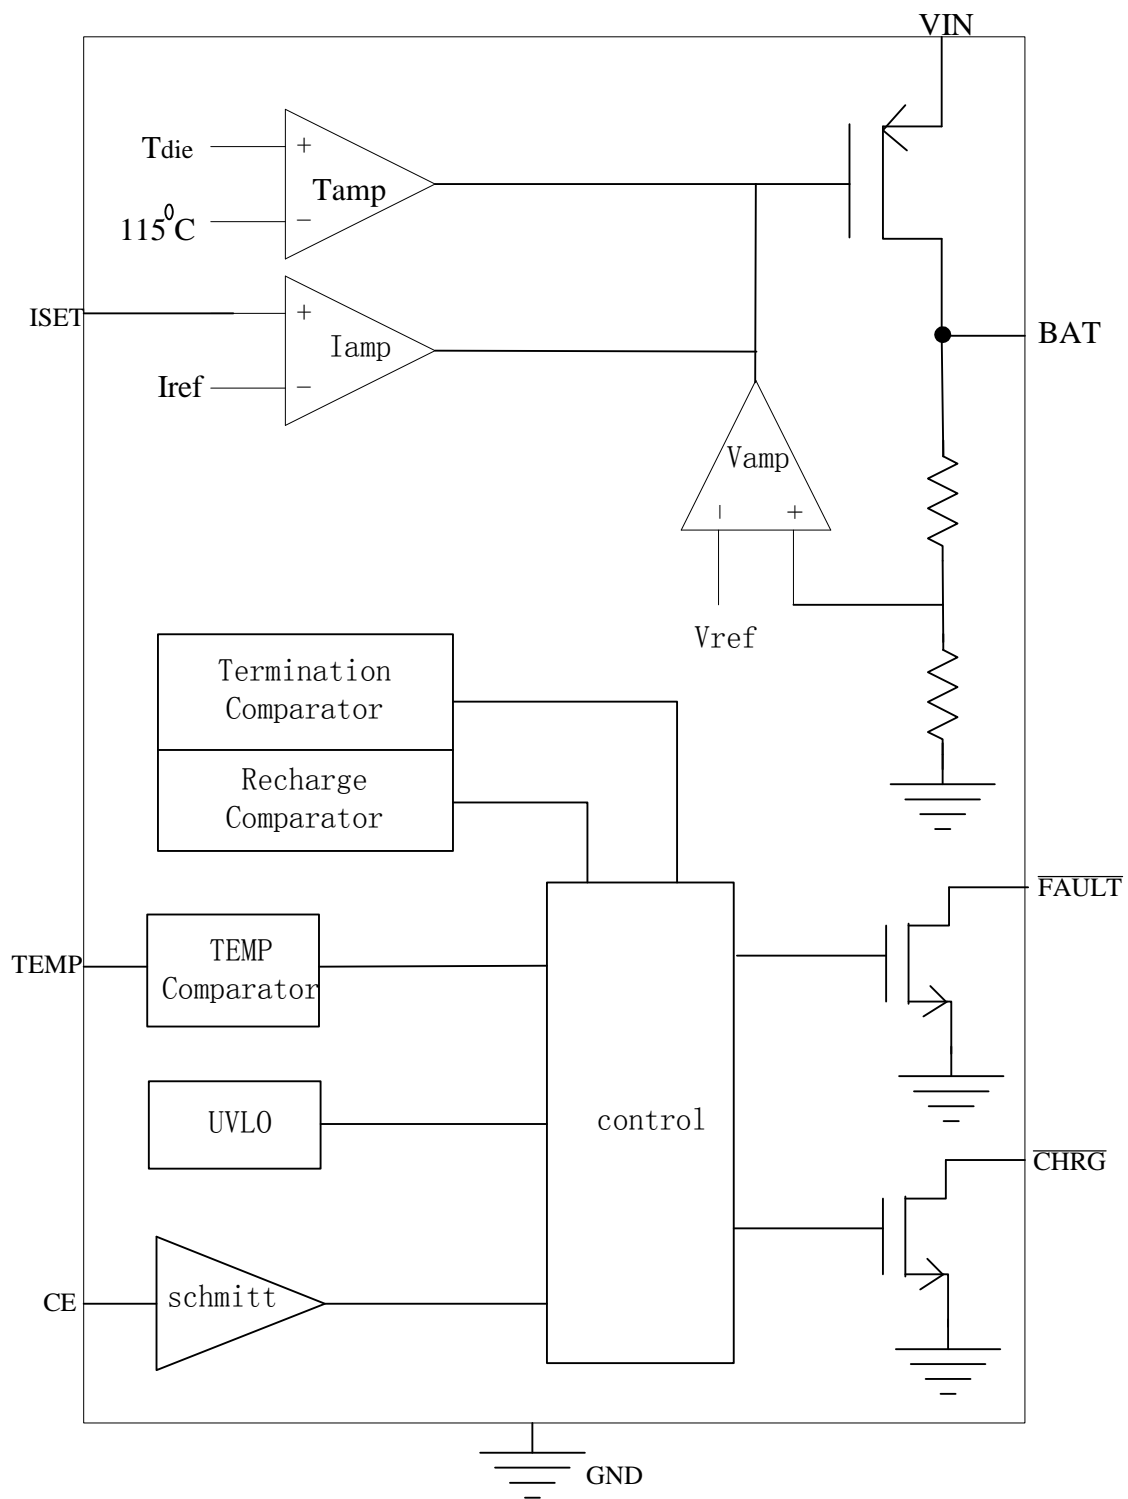 VIN
Tdie
+
Tamp
115⁰C
−
ISET
+
Iamp
Iref
−
BAT
Vamp
− +
Vref
Termination
Comparator
Recharge
Comparator
FAULT
TEMP
TEMP
Comparator
UVLO
control
CHRG
CE
schmitt
GND